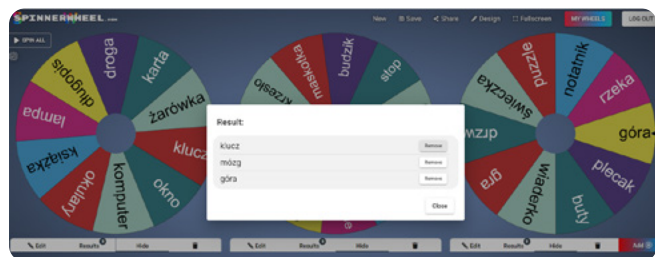 SPINNERWHEEL.COM
New Save Share Design Fullscreen MY WHEELS LOG OUT
SPIN ALL
droga
karta
żarówka
klucz
okno
komputer
okulary
książka
lampa
długopis
krzesło
maskotka
budzik
stop
świeczka
puzzle
notatnik
rzeka
góra
plecak
buty
wiaderko
gra
Result:
klucz Remove
mózg Remove
góra Remove
Close
Edit Results Hide
Edit Results Hide
Edit Results Hide
Add